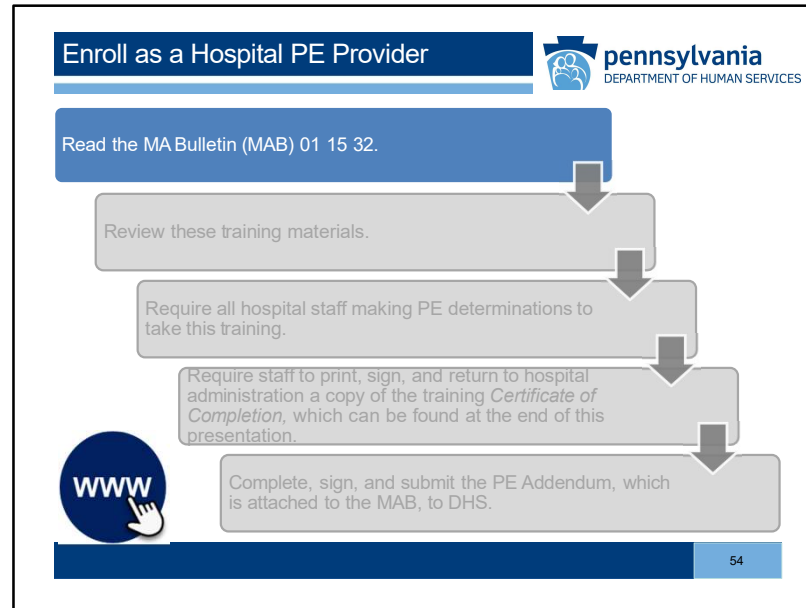 Enroll as a Hospital PE Provider
pennsylvania
DEPARTMENT OF HUMAN SERVICES
Read the MA Bulletin (MAB) 01 15 32.
Review these training materials.
Require all hospital staff making PE determinations to
take this training.
Require staff to print, sign, and return to hospital
administration a copy of the training Certificate of
Completion, which can be found at the end of this
presentation.
Complete, sign, and submit the PE Addendum, which
is attached to the MAB, to DHS.
www
54